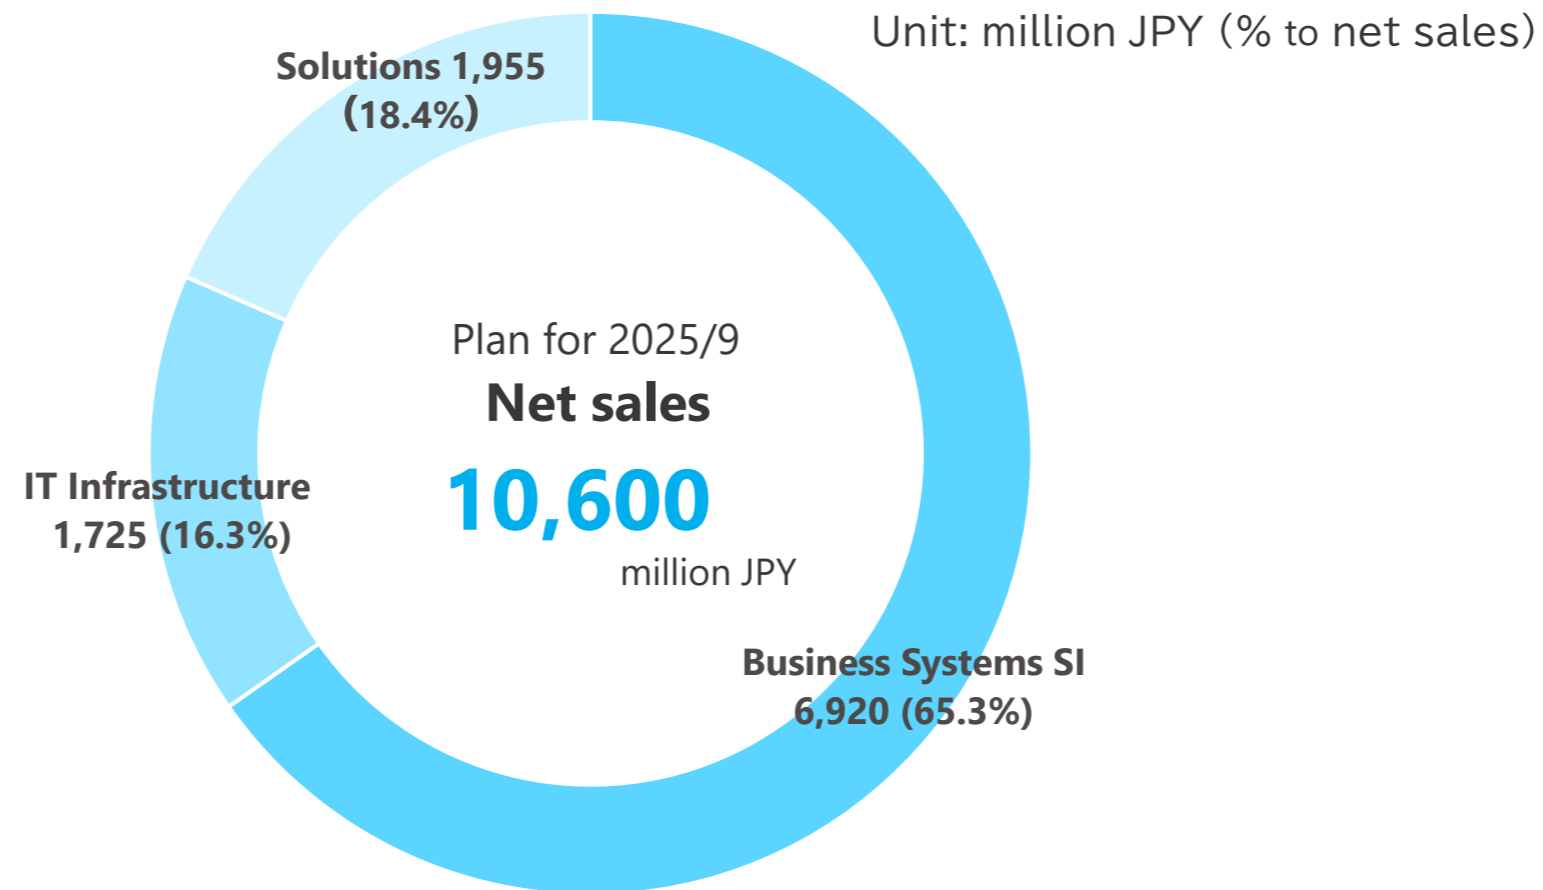 Unit: million JPY (% to net sales)
Solutions 1,955
(18.4%)
Plan for 2025/9
Net sales
10,600
million JPY
IT Infrastructure
1,725 (16.3%)
Business Systems SI
6,920 (65.3%)